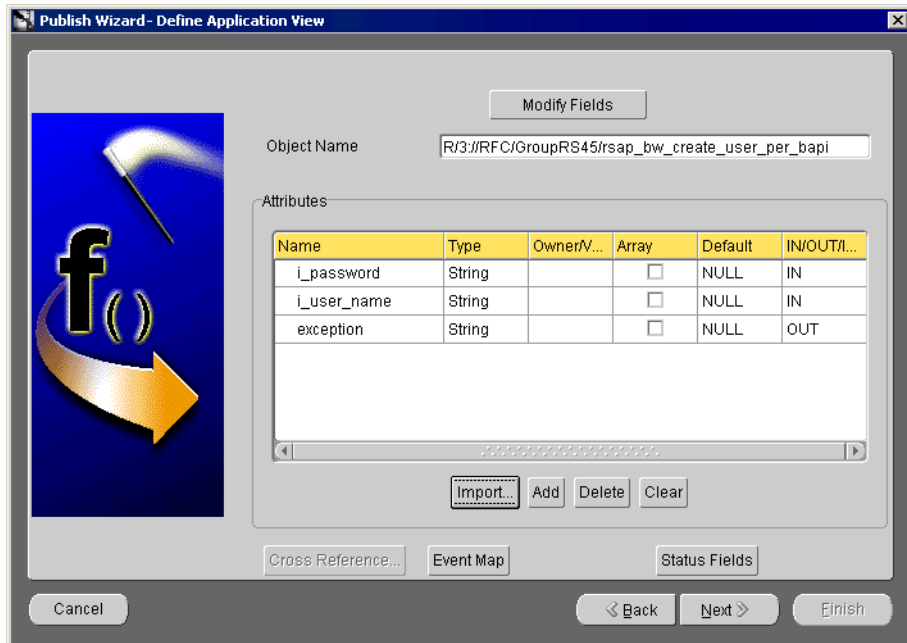 Publish Wizard- Define Application View
Modify Fields
Object Name R/3://RFC/GroupRS45/rsap_bw_create_user_per_bapi
Attributes
Name Type Owner/V... Array Default IN/OUT/I...
i_password String NULL IN
i_user_name String NULL IN
exception String NULL OUT
f()
Import... Add Delete Clear
Cross Reference... Event Map Status Fields
Cancel Back Next Finish